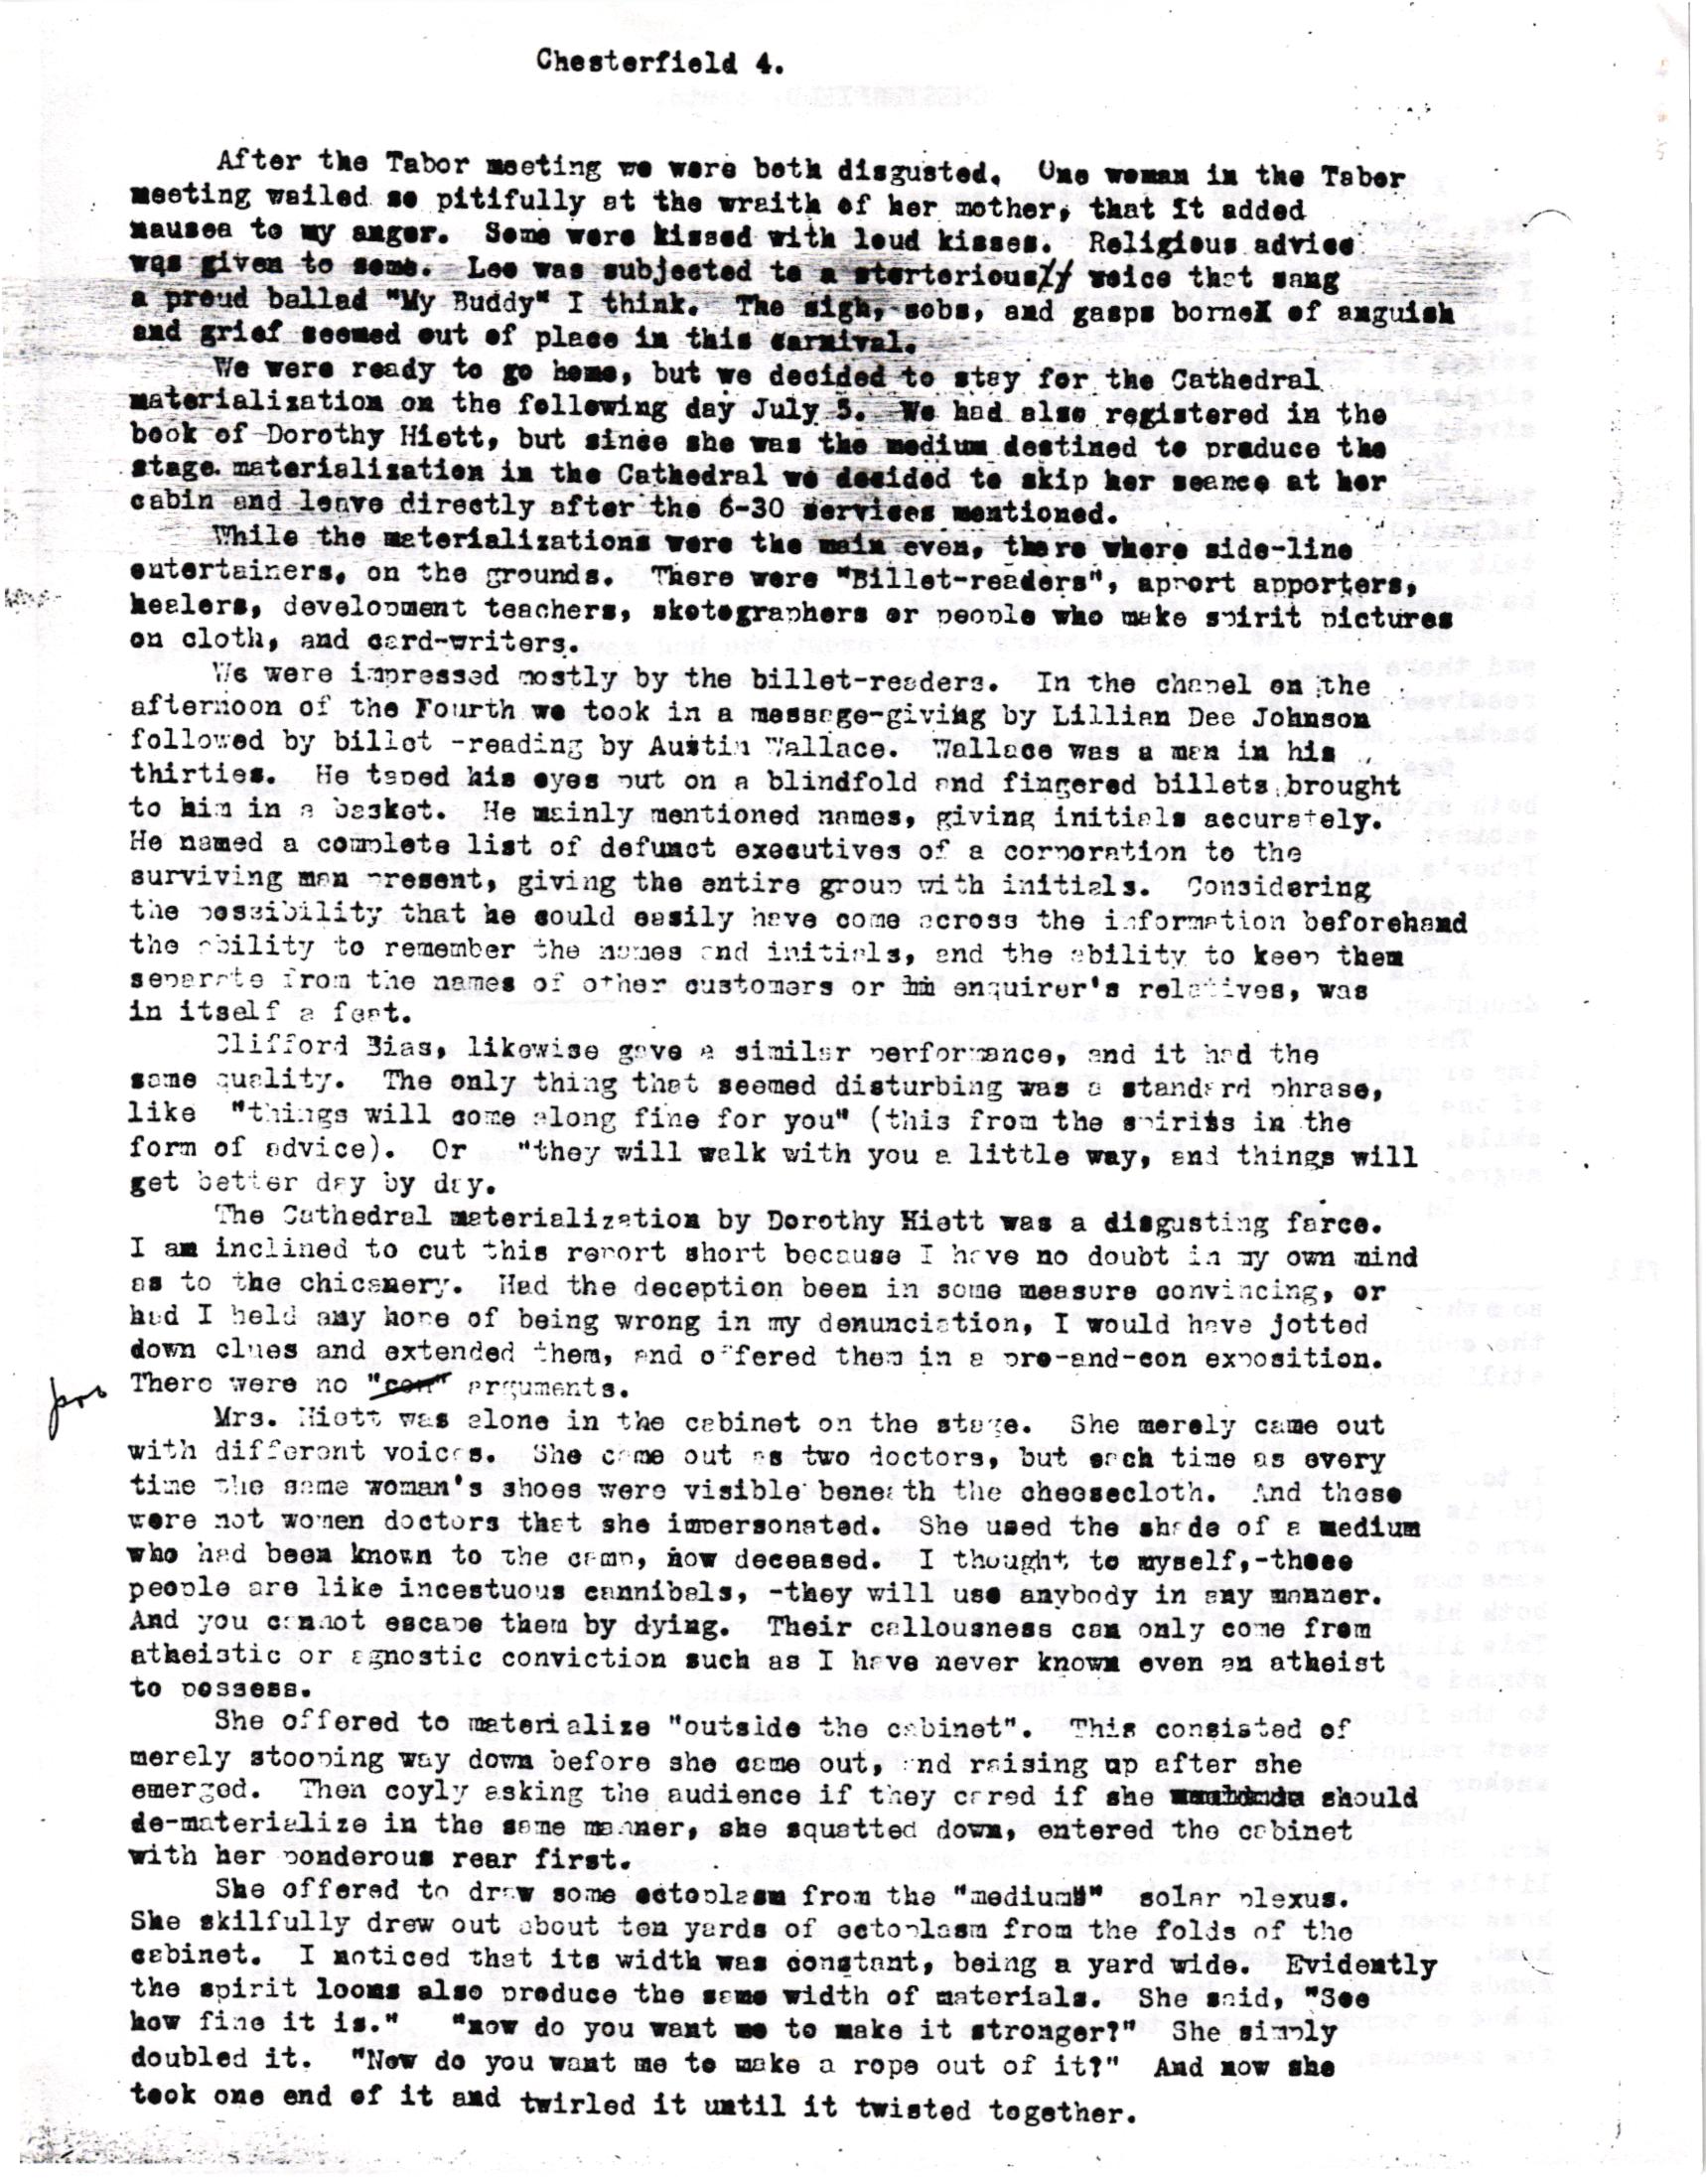 Chesterfield 4.
After the Tabor meeting we were both disgusted. One woman in the Tabor
meeting wailed so pitifully at the wraith of her mother, that it added
nausea to my anger. Some were kissed with loud kisses. Religious advice
wqs given to some. Lee was subjected to a stertoriously voice that sang
a proud ballad "My Buddy" I think. The sigh, sobs, and gasps borneX of anguish
and grief seemed out of place in this carnival.
We were ready to go home, but we decided to stay for the Cathedral
materialization on the following day July 5. We had also registered in the
book of Dorothy Hiett, but since she was the medium destined to produce the
stage materialization in the Cathedral we decided to skip her seance at her
cabin and leave directly after the 6-30 services mentioned.
While the materializations were the main even, there where side-line
entertainers, on the grounds. There were "Billet-readers", apport apporters,
healers, development teachers, skotographers or people who make spirit pictures
on cloth, and card-writers.
We were impressed mostly by the billet-readers. In the chapel on the
afternoon of the Fourth we took in a message-giving by Lillian Dee Johnson
followed by billet -reading by Austin Wallace. Wallace was a man in his
thirties. He taped his eyes put on a blindfold and fingered billets brought
to him in a basket. He mainly mentioned names, giving initials accurately.
He named a complete list of defunct executives of a corporation to the
surviving man present, giving the entire group with initials. Considering
the possibility that he could easily have come across the information beforehand
the ability to remember the names and initials, and the ability to keep them
separate from the names of other customers or enquirer's relatives, was
in itself a feat.
Clifford Bias, likewise gave a similar performance, and it had the
same quality. The only thing that seemed disturbing was a standard phrase,
like "things will come along fine for you" (this from the spirits in the
form of advice). Or "they will walk with you a little way, and things will
get better day by day.
The Cathedral materialization by Dorothy Hiett was a disgusting farce.
I am inclined to cut this report short because I have no doubt in my own mind
as to the chicanery. Had the deception been in some measure convincing, or
had I held any hope of being wrong in my denunciation, I would have jotted
down clues and extended them, and offered them in a pro-and-con exposition.
pro There were no "con" arguments.
Mrs. Hiett was alone in the cabinet on the stage. She merely came out
with different voices. She came out as two doctors, but each time as every
time the same woman's shoes were visible beneath the cheesecloth. And these
were not women doctors that she impersonated. She used the shade of a medium
who had been known to the camp, now deceased. I thought to myself,-these
people are like incestuous cannibals, -they will use anybody in any manner.
And you cannot escape them by dying. Their callousness can only come from
atheistic or agnostic conviction such as I have never known even an atheist
to possess.
She offered to materialize "outside the cabinet". This consisted of
merely stooping way down before she came out, and raising up after she
emerged. Then coyly asking the audience if they cared if she should
de-materialize in the same manner, she squatted down, entered the cabinet
with her ponderous rear first.
She offered to draw some ectoplasm from the "medium's" solar plexus.
She skilfully drew out about ten yards of ectoplasm from the folds of the
cabinet. I noticed that its width was constant, being a yard wide. Evidently
the spirit looms also produce the same width of materials. She said, "See
how fine it is." "now do you want me to make it stronger?" She simply
doubled it. "Now do you want me to make a rope out of it?" And now she
took one end of it and twirled it until it twisted together.